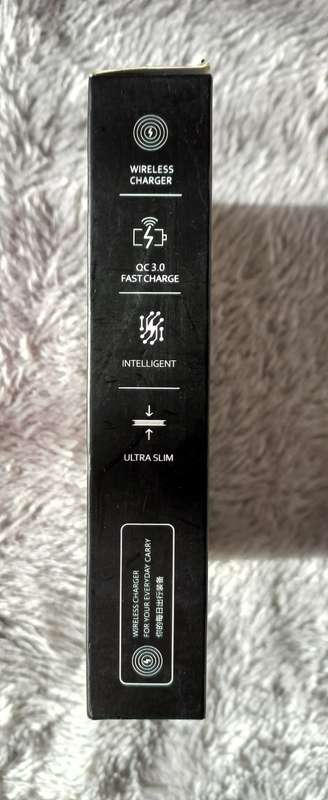 WIRELESS
CHARGER
QC 3.0
FAST CHARGE
INTELLIGENT
ULTRA SLIM
WIRELESS CHARGER
FOR YOUR EVERYDAY CARRY
你的每日出行装备